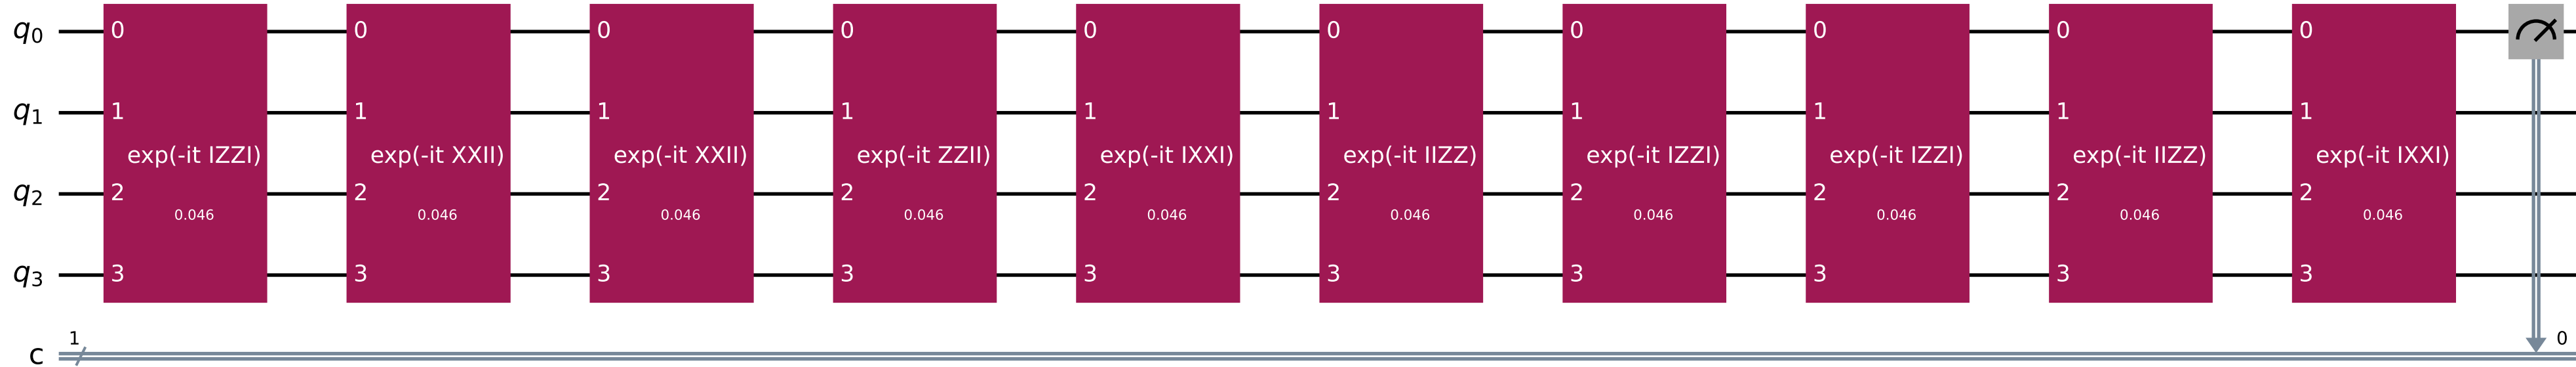 q0 0 0 0 0 0 0 0 0 0 0
q1 1 1 1 1 1 1 1 1 1 1
exp(-it IZZI) exp(-it XXII) exp(-it XXII) exp(-it ZZII) exp(-it IXXI) exp(-it IIZZ) exp(-it IZZI) exp(-it IZZI) exp(-it IIZZ) exp(-it IXXI)
q2 2 2 2 2 2 2 2 2 2 2
0.046 0.046 0.046 0.046 0.046 0.046 0.046 0.046 0.046 0.046
q3 3 3 3 3 3 3 3 3 3 3
1 0
c